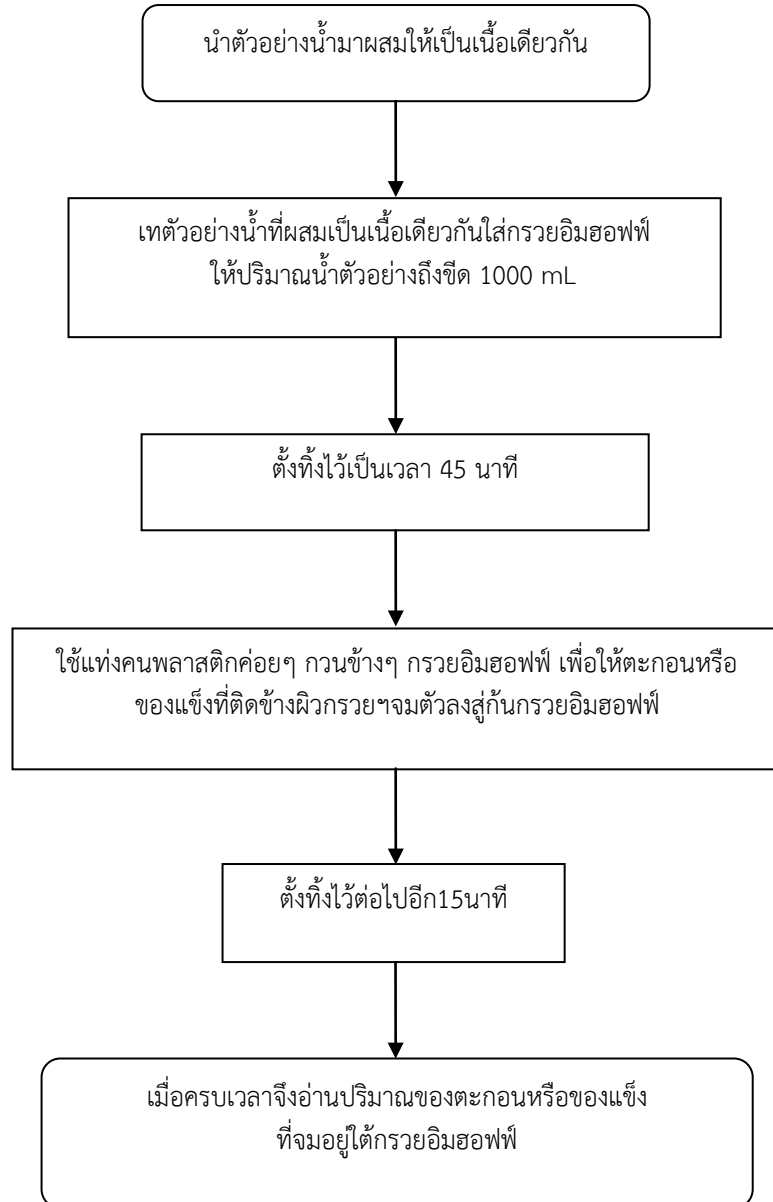 นำตัวอย่างน้ำมาผสมให้เป็นเนื้อเดียวกัน
เทตัวอย่างน้ำที่ผสมเป็นเนื้อเดียวกันใส่กรวยอิมฮอฟฟ์
ให้ปริมาณน้ำตัวอย่างถึงขีด 1000 mL
ตั้งทิ้งไว้เป็นเวลา 45 นาที
ใช้แท่งคนพลาสติกค่อยๆ กวนข้างๆ กรวยอิมฮอฟฟ์ เพื่อให้ตะกอนหรือ
ของแข็งที่ติดข้างผิวกรวยฯจมตัวลงสู่ก้นกรวยอิมฮอฟฟ์
ตั้งทิ้งไว้ต่อไปอีก15นาที
เมื่อครบเวลาจึงอ่านปริมาณของตะกอนหรือของแข็ง
ที่จมอยู่ใต้กรวยอิมฮอฟฟ์